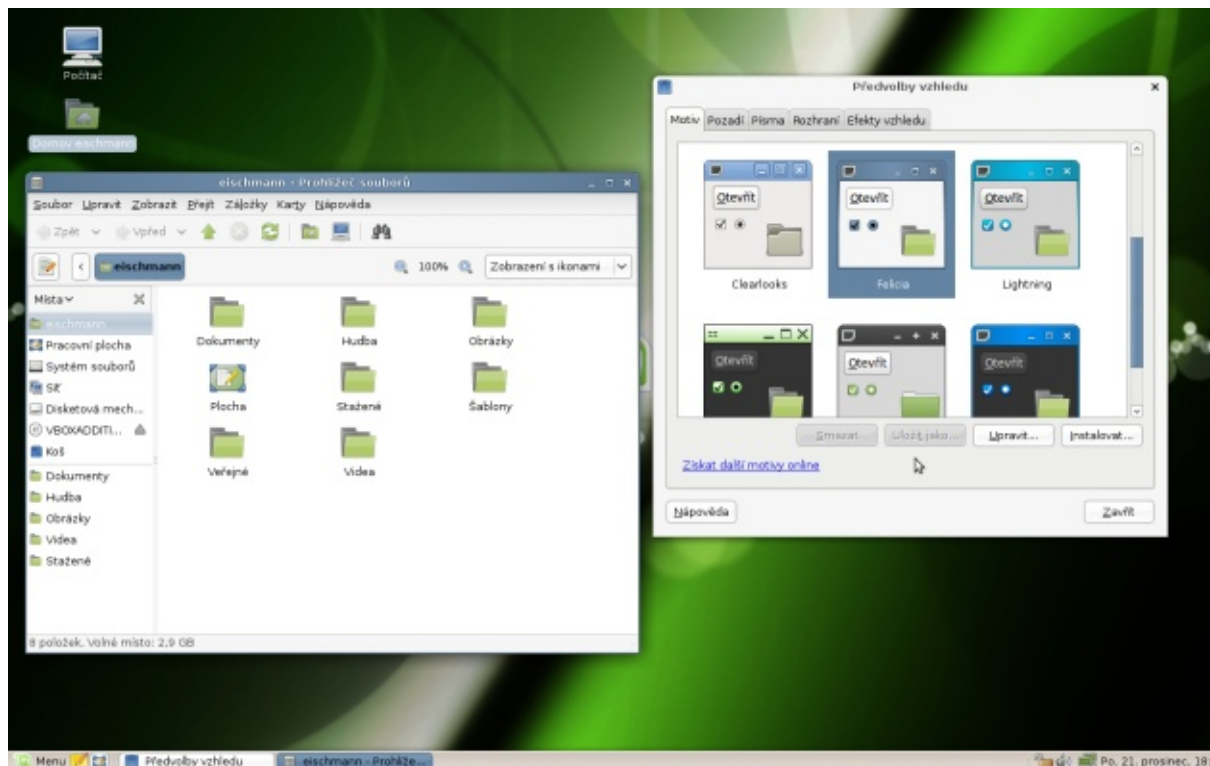 Počítač
Domov eischmann
eischmann - Prohlížeč souborů
Soubor Upravit Zobrazit Přejít Záložky Karty Nápověda
Zpět Vpřed
eischmann 100% Zobrazení s ikonami
Místa
eischmann
Pracovní plocha
Systém souborů
Síť
Disketová mech...
VBOXADDITI...
Koš
Dokumenty
Hudba
Obrázky
Videa
Stažené
Dokumenty Hudba Obrázky
Plocha Stažené Šablony
Veřejné Videa
8 položek, Volné místo: 2,9 GB
Předvolby vzhledu
Motiv Pozadí Písma Rozhraní Efekty vzhledu
Otevřít Otevřít Otevřít
Clearlooks Felicia Lightning
Otevřít Otevřít Otevřít
Smazat... Uložit jako... Upravit... Instalovat...
Získat další motivy online
Nápověda Zavřít
Menu Předvolby vzhledu eischmann - Prohlíže... Po, 21. prosinec, 18